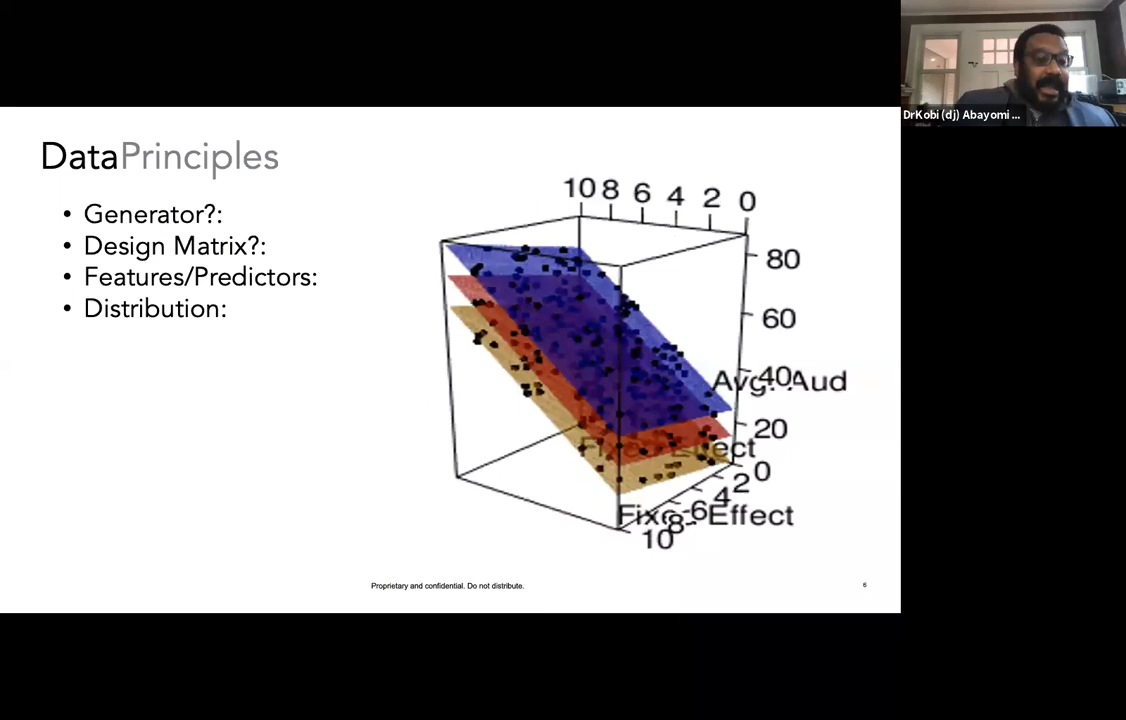 DrKobi (dj) Abayomi ...
DataPrinciples
• Generator?:
• Design Matrix?:
• Features/Predictors:
• Distribution:
10 8 6 4 2 0
80
60
40
20
0
Avg. Aud
Fixed Effect
2
4
6
8
10
Fixed Effect
Proprietary and confidential. Do not distribute.
6